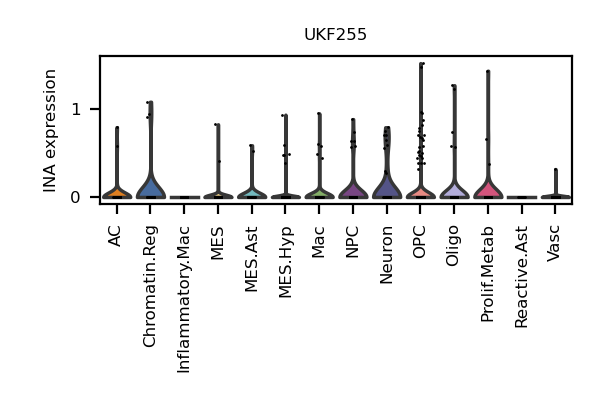 UKF255
INA expression
1
0
AC
Chromatin.Reg
Inflammatory.Mac
MES
MES.Ast
MES.Hyp
Mac
NPC
Neuron
OPC
Oligo
Prolif.Metab
Reactive.Ast
Vasc